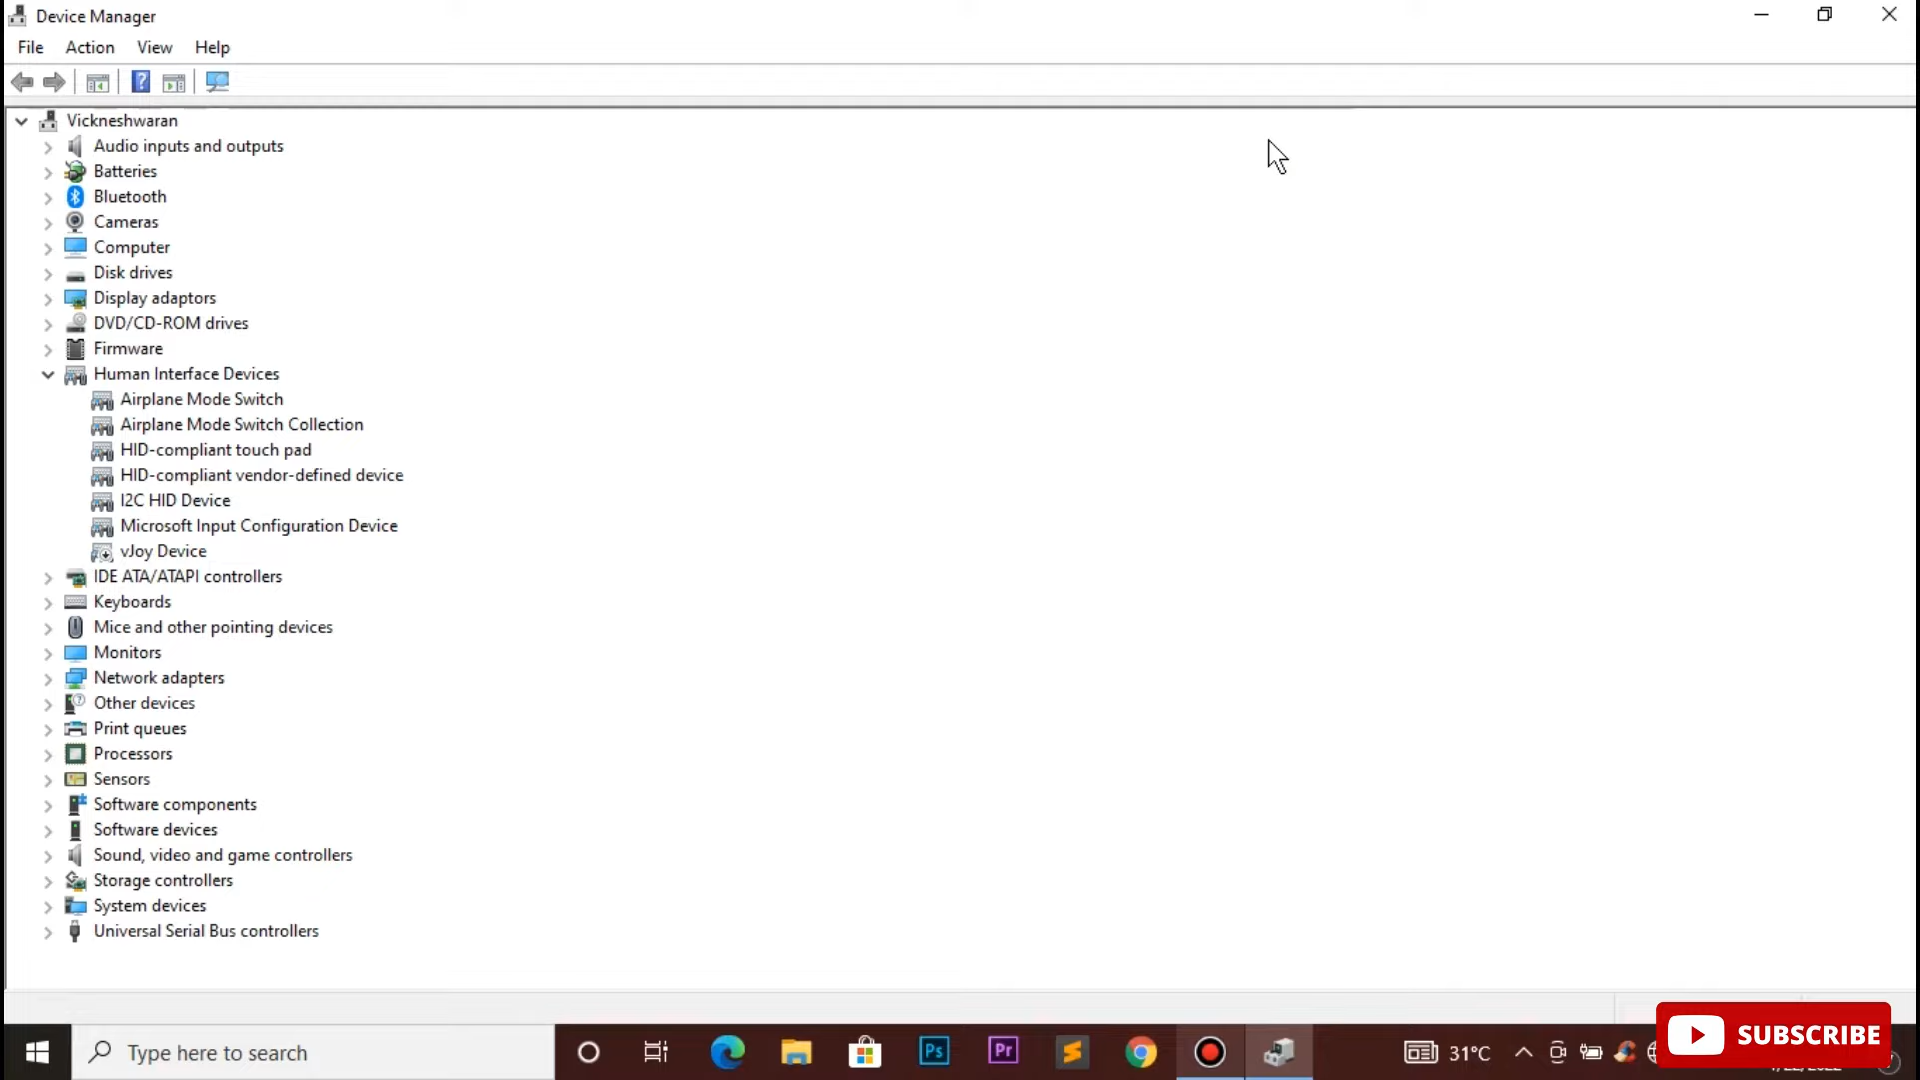 Device Manager
File Action View Help
Vickneshwaran
Audio inputs and outputs
Batteries
Bluetooth
Cameras
Computer
Disk drives
Display adaptors
DVD/CD-ROM drives
Firmware
Human Interface Devices
Airplane Mode Switch
Airplane Mode Switch Collection
HID-compliant touch pad
HID-compliant vendor-defined device
I2C HID Device
Microsoft Input Configuration Device
vJoy Device
IDE ATA/ATAPI controllers
Keyboards
Mice and other pointing devices
Monitors
Network adapters
Other devices
Print queues
Processors
Sensors
Software components
Software devices
Sound, video and game controllers
Storage controllers
System devices
Universal Serial Bus controllers
Type here to search
Ps
Pr
31°C
SUBSCRIBE